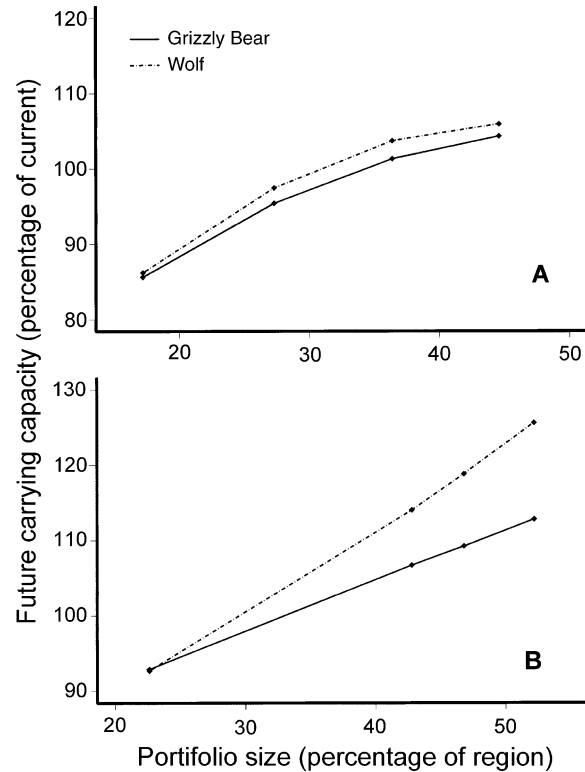 120
Grizzly Bear
Wolf
110
100
90
80
A
20 30 40 50
Future carrying capacity (percentage of current)
130
120
110
100
90
B
20 30 40 50
Portifolio size (percentage of region)